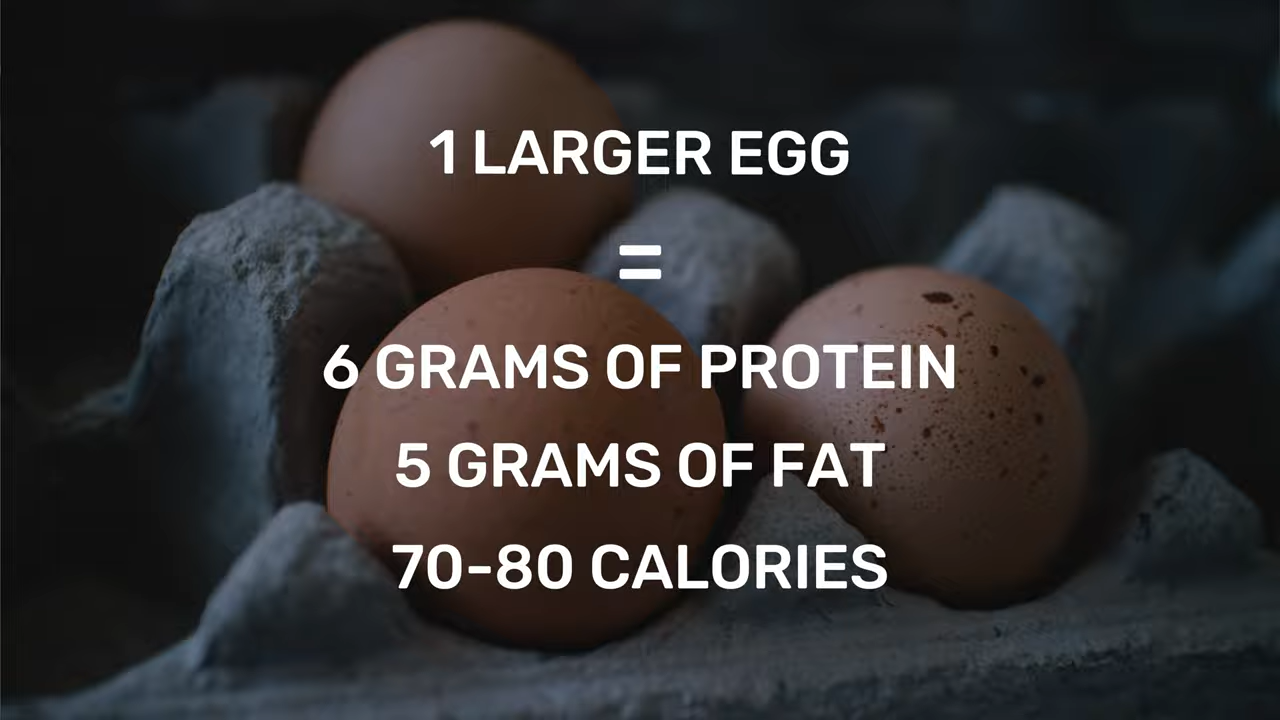 1 LARGER EGG
=
6 GRAMS OF PROTEIN
5 GRAMS OF FAT
70-80 CALORIES